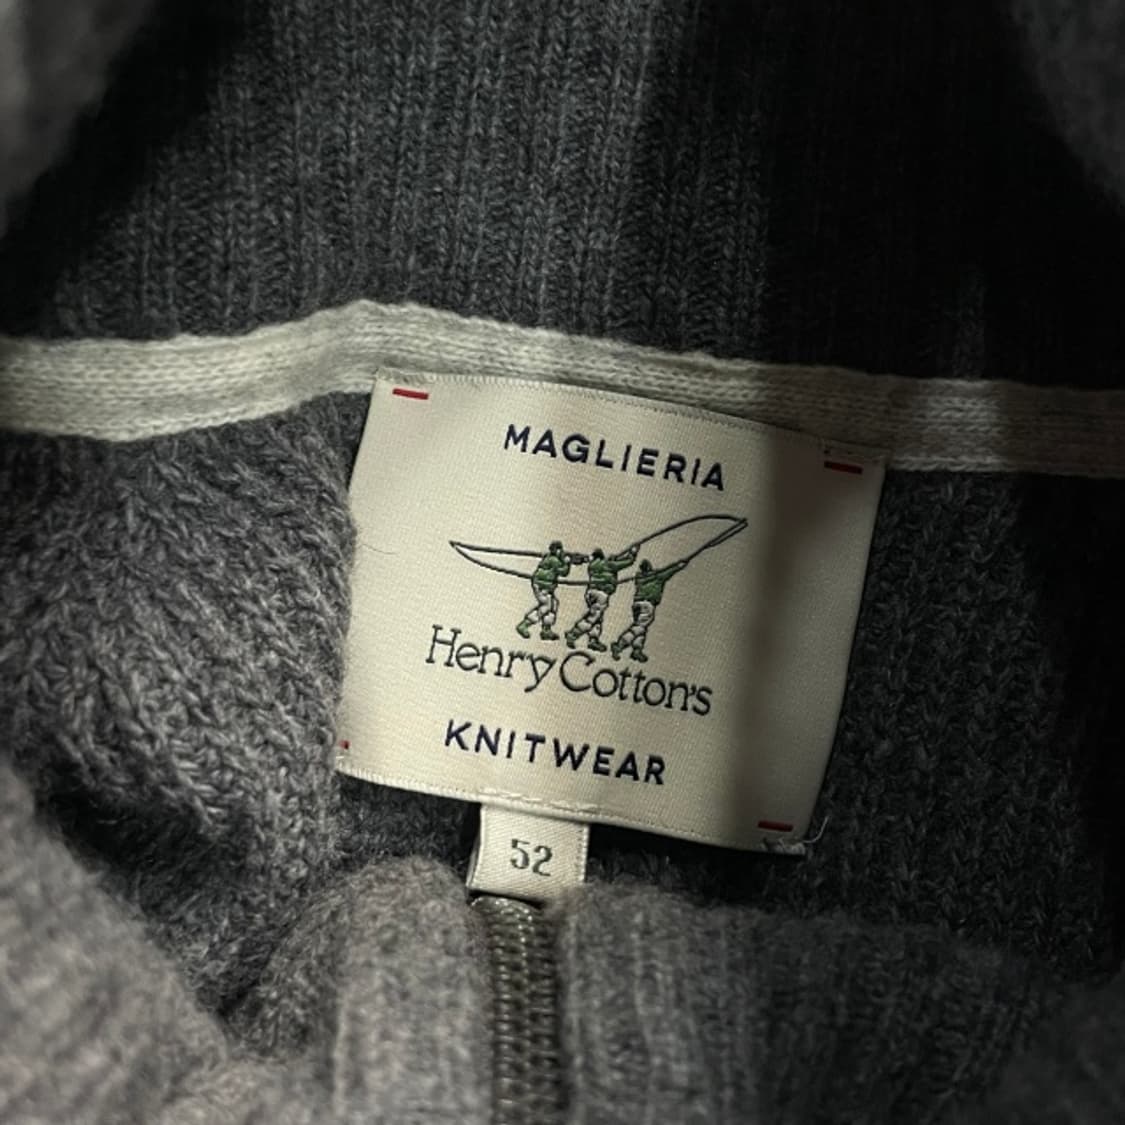 MAGLIERIA
Henry Cotton's
KNITWEAR
52